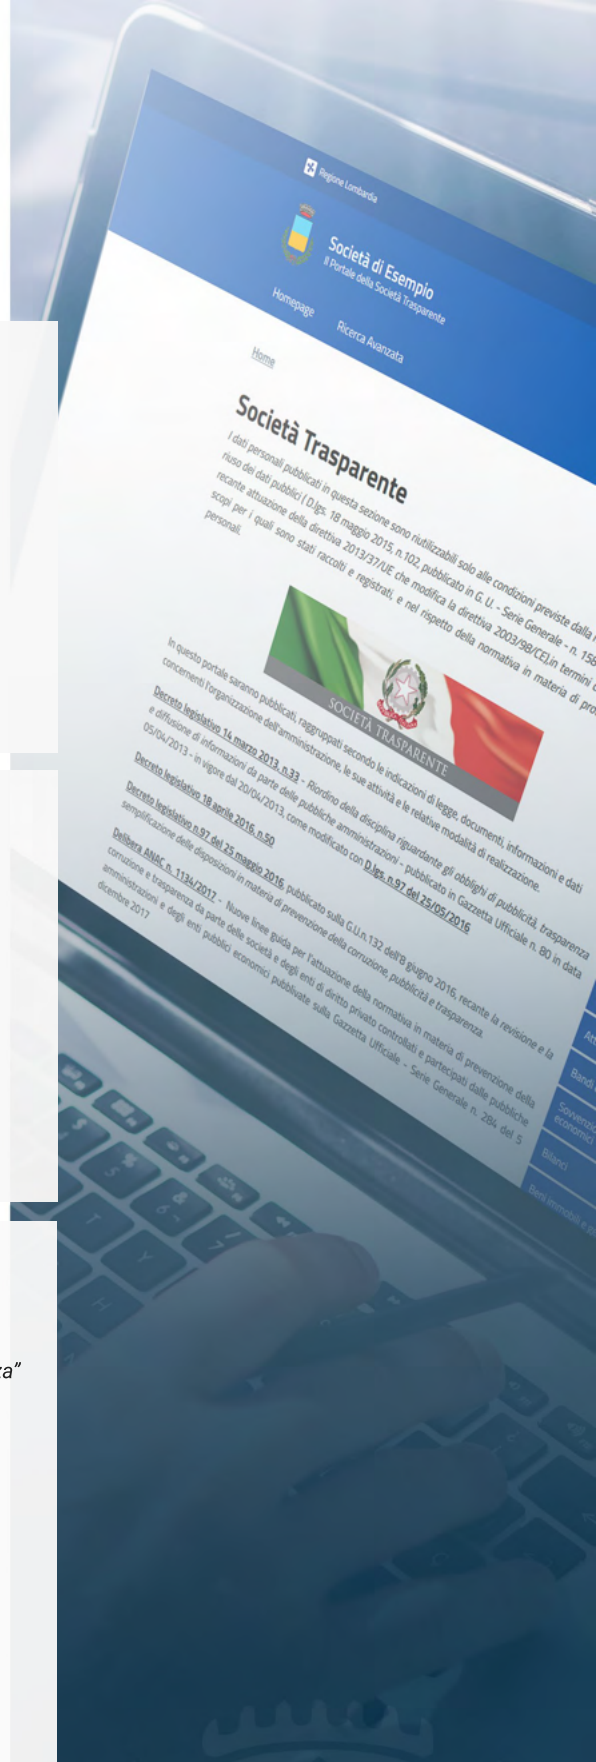 Regione Lombardia
Società di Esempio
Il Portale della Società Trasparente
Homepage Ricerca Avanzata
Home
Società Trasparente
I dati personali pubblicati in questa sezione sono riutilizzabili solo alle condizioni previste dalla
riuso dei dati pubblici ( D.lgs. 18 maggio 2015, n.102, pubblicato in G. U. - Serie Generale - n. 158
recante attuazione della direttiva 2013/37/UE che modifica la direttiva 2003/98/CE),in termini
scopi per i quali sono stati raccolti e registrati, e nel rispetto della normativa in materia di
personali.
SOCIETÀ TRASPARENTE
In questo portale saranno pubblicati, raggruppati secondo le indicazioni di legge, documenti, informazioni e dati
concernenti l'organizzazione dell'amministrazione, le sue attività e le relative modalità di realizzazione.
Decreto legislativo 14 marzo 2013, n.33 - Riordino della disciplina riguardante gli obblighi di pubblicità, trasparenza
e diffusione di informazioni da parte delle pubbliche amministrazioni - pubblicato in Gazzetta Ufficiale n. 80 in data
05/04/2013 - in vigore dal 20/04/2013, come modificato con D.lgs. n.97 del 25/05/2016
Decreto legislativo 18 aprile 2016, n.50
Decreto legislativo n.97 del 25 maggio 2016, pubblicato sulla G.U.n.132 dell'8 giugno 2016, recante la revisione e la
semplificazione delle disposizioni in materia di prevenzione della corruzione, pubblicità e trasparenza.
Delibera ANAC n. 1134/2017 - Nuove linee guida per l'attuazione della normativa in materia di prevenzione della
corruzione e trasparenza da parte delle società e degli enti di diritto privato controllati e partecipati dalle pubbliche
amministrazioni e degli enti pubblici economici pubblivate sulla Gazzetta Ufficiale - Serie Generale n. 284 del 5
dicembre 2017
Bandi
economici
Bilanci
Beni immobili e
za”